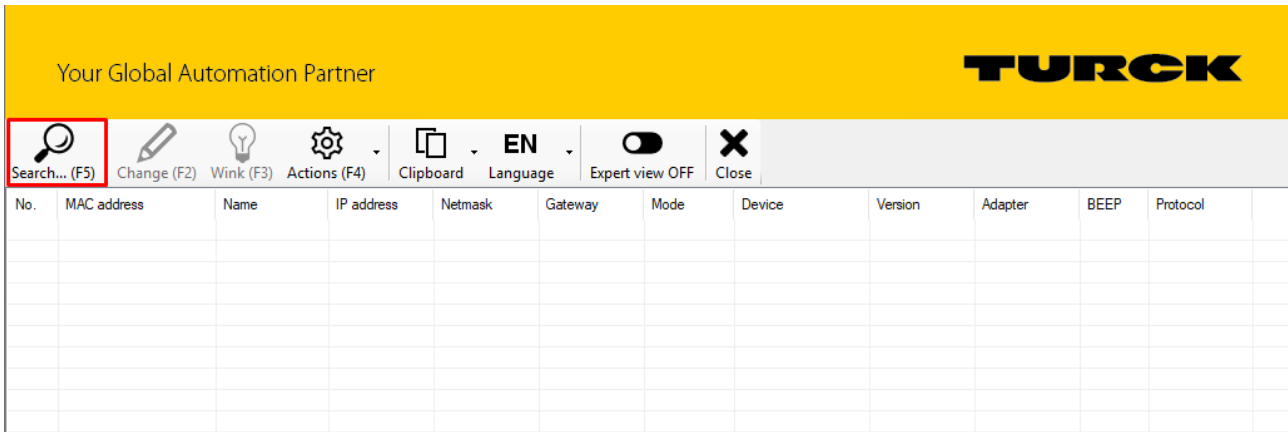 Your Global Automation Partner
TURCK
EN
Search... (F5) Change (F2) Wink (F3) Actions (F4) Clipboard Language Expert view OFF Close
No. MAC address Name IP address Netmask Gateway Mode Device Version Adapter BEEP Protocol